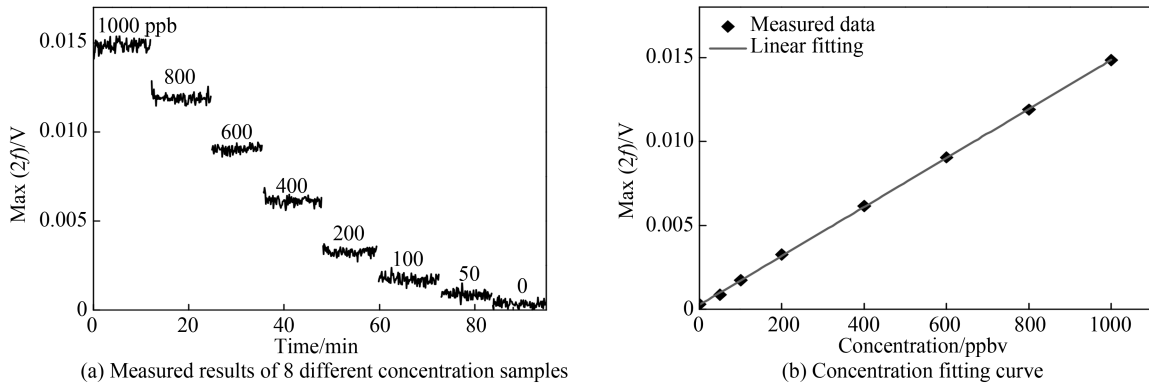 1000 ppb
800
600
400
200
100
50
0
0.015
0.010
0.005
0
Max (2f)/V
0 20 40 60 80
Time/min
(a) Measured results of 8 different concentration samples
Measured data
Linear fitting
0.015
0.010
0.005
0
Max (2f)/V
0 200 400 600 800 1000
Concentration/ppbv
(b) Concentration fitting curve